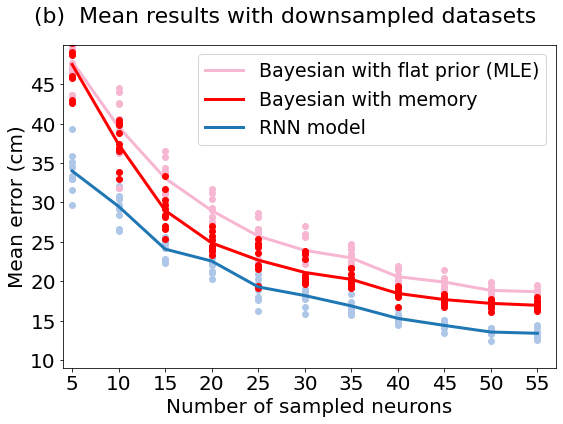 (b)  Mean results with downsampled datasets
Bayesian with flat prior (MLE)
Bayesian with memory
RNN model
Mean error (cm)
45
40
35
30
25
20
15
10
5 10 15 20 25 30 35 40 45 50 55
Number of sampled neurons